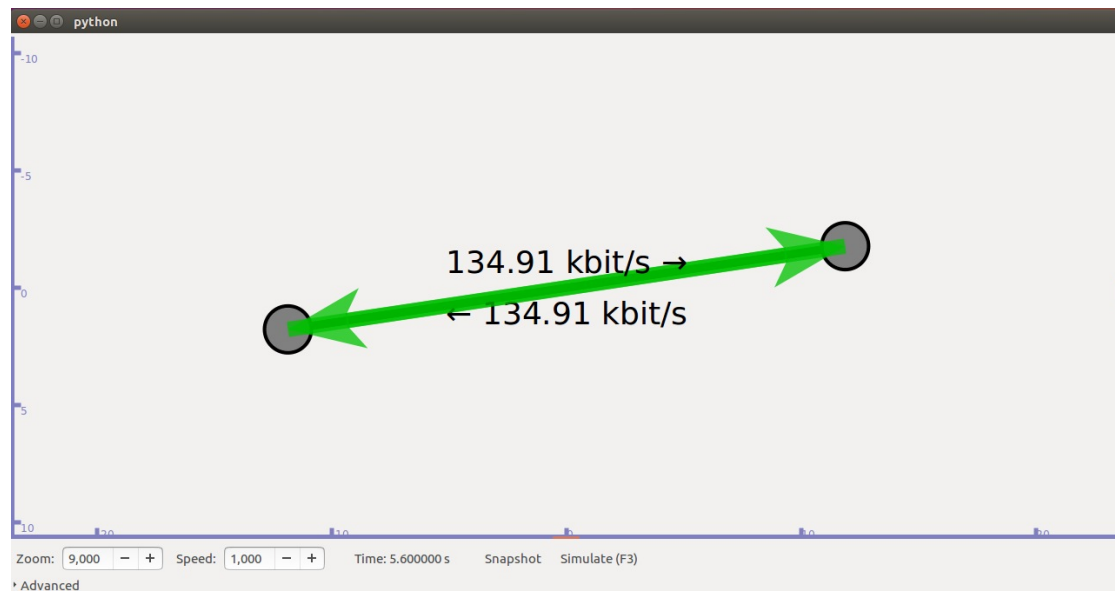 python
-10
-5
134.91 kbit/s →
0
← 134.91 kbit/s
5
10
Zoom: 9,000 − + Speed: 1,000 − + Time: 5.600000 s Snapshot Simulate (F3)
Advanced